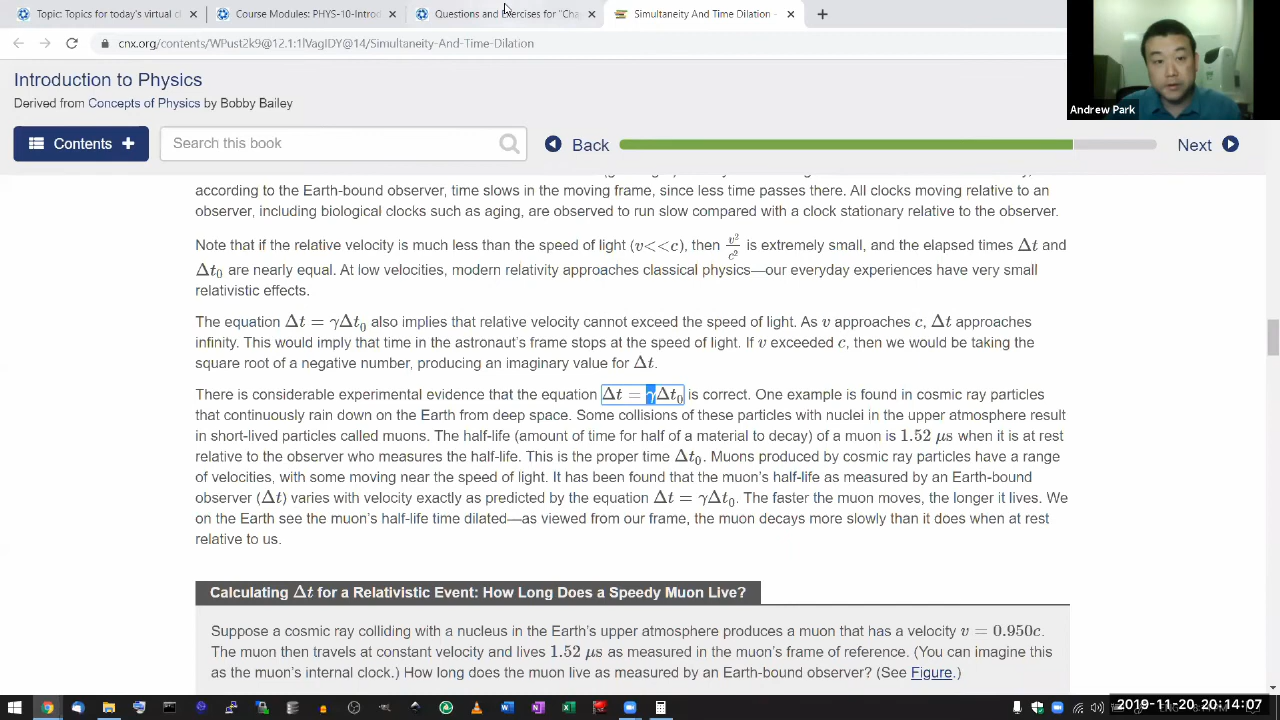 Topic: Topics for today's virtual cl
Course Modules: PHYS-10-Introd
Questions and Exercises for "Cha
Simultaneity And Time Dilation -
cnx.org/contents/WPust2k9@12.1:1lVagIDY@14/Simultaneity-And-Time-Dilation
Introduction to Physics
Derived from Concepts of Physics by Bobby Bailey
Andrew Park
Contents +
Search this book
Back
Next
according to the Earth-bound observer, time slows in the moving frame, since less time passes there. All clocks moving relative to an
observer, including biological clocks such as aging, are observed to run slow compared with a clock stationary relative to the observer.
Note that if the relative velocity is much less than the speed of light (v<<c), then v²/c² is extremely small, and the elapsed times Δt and
Δt₀ are nearly equal. At low velocities, modern relativity approaches classical physics—our everyday experiences have very small
relativistic effects.
The equation Δt = γΔt₀ also implies that relative velocity cannot exceed the speed of light. As v approaches c, Δt approaches
infinity. This would imply that time in the astronaut's frame stops at the speed of light. If v exceeded c, then we would be taking the
square root of a negative number, producing an imaginary value for Δt.
There is considerable experimental evidence that the equation Δt = γΔt₀ is correct. One example is found in cosmic ray particles
that continuously rain down on the Earth from deep space. Some collisions of these particles with nuclei in the upper atmosphere result
in short-lived particles called muons. The half-life (amount of time for half of a material to decay) of a muon is 1.52 μs when it is at rest
relative to the observer who measures the half-life. This is the proper time Δt₀. Muons produced by cosmic ray particles have a range
of velocities, with some moving near the speed of light. It has been found that the muon's half-life as measured by an Earth-bound
observer (Δt) varies with velocity exactly as predicted by the equation Δt = γΔt₀. The faster the muon moves, the longer it lives. We
on the Earth see the muon's half-life time dilated—as viewed from our frame, the muon decays more slowly than it does when at rest
relative to us.
Calculating Δt for a Relativistic Event: How Long Does a Speedy Muon Live?
Suppose a cosmic ray colliding with a nucleus in the Earth's upper atmosphere produces a muon that has a velocity v = 0.950c.
The muon then travels at constant velocity and lives 1.52 μs as measured in the muon's frame of reference. (You can imagine this
as the muon's internal clock.) How long does the muon live as measured by an Earth-bound observer? (See Figure.)
2019-11-20 20:14:07